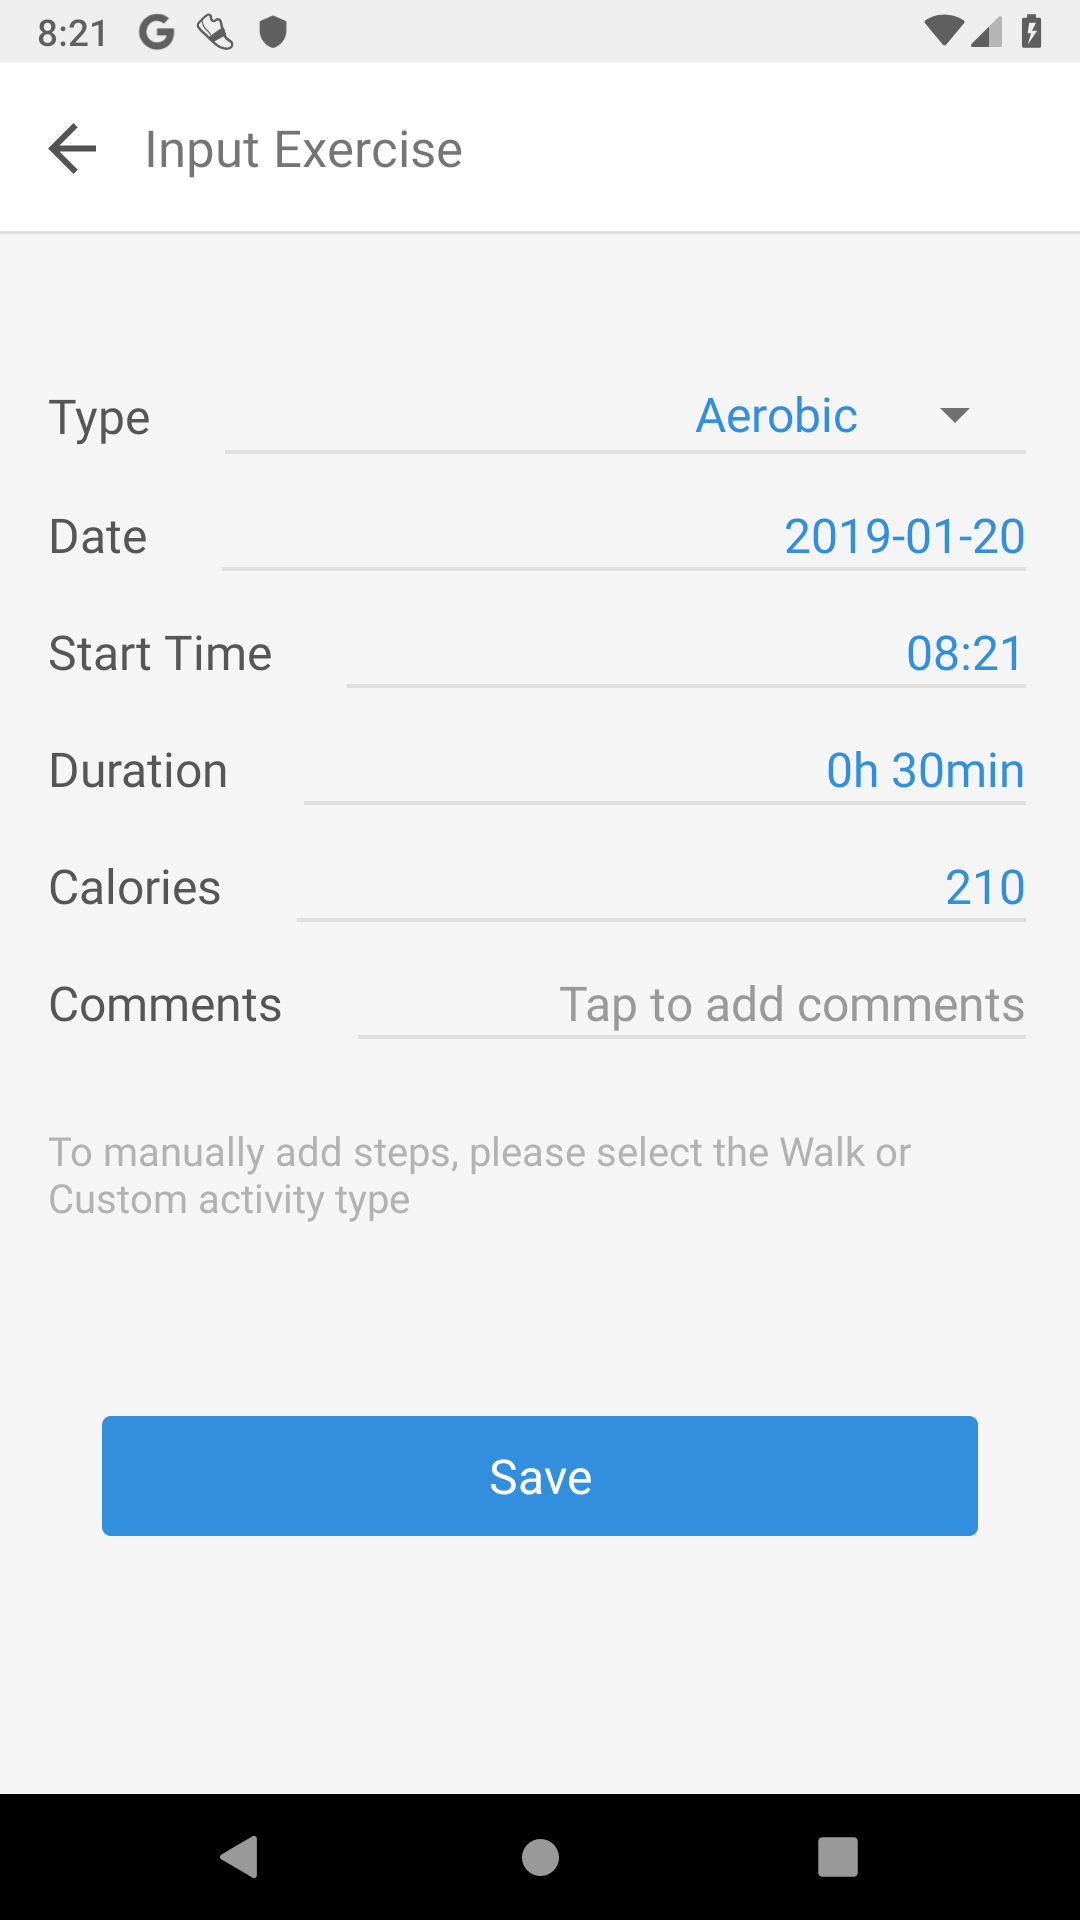 8:21
Input Exercise
Type Aerobic
Date 2019-01-20
Start Time 08:21
Duration 0h 30min
Calories 210
Comments Tap to add comments
To manually add steps, please select the Walk or
Custom activity type
Save